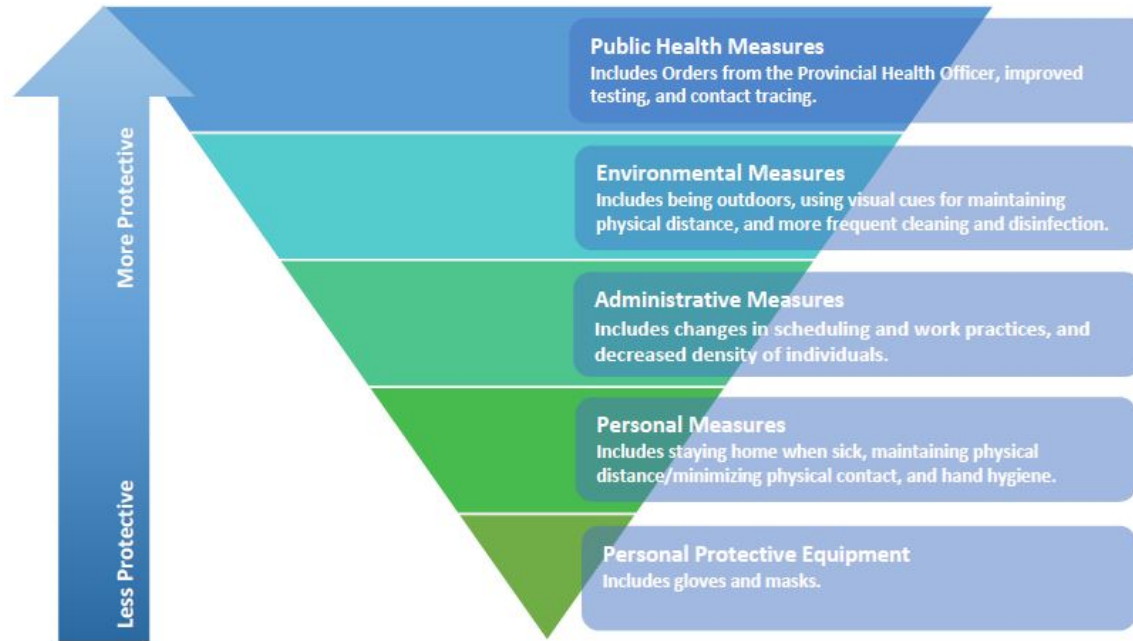 Public Health Measures
Includes Orders from the Provincial Health Officer, improved
testing, and contact tracing.
Environmental Measures
Includes being outdoors, using visual cues for maintaining
physical distance, and more frequent cleaning and disinfection.
Administrative Measures
Includes changes in scheduling and work practices, and
decreased density of individuals.
Personal Measures
Includes staying home when sick, maintaining physical
distance/minimizing physical contact, and hand hygiene.
Personal Protective Equipment
Includes gloves and masks.
More Protective
Less Protective